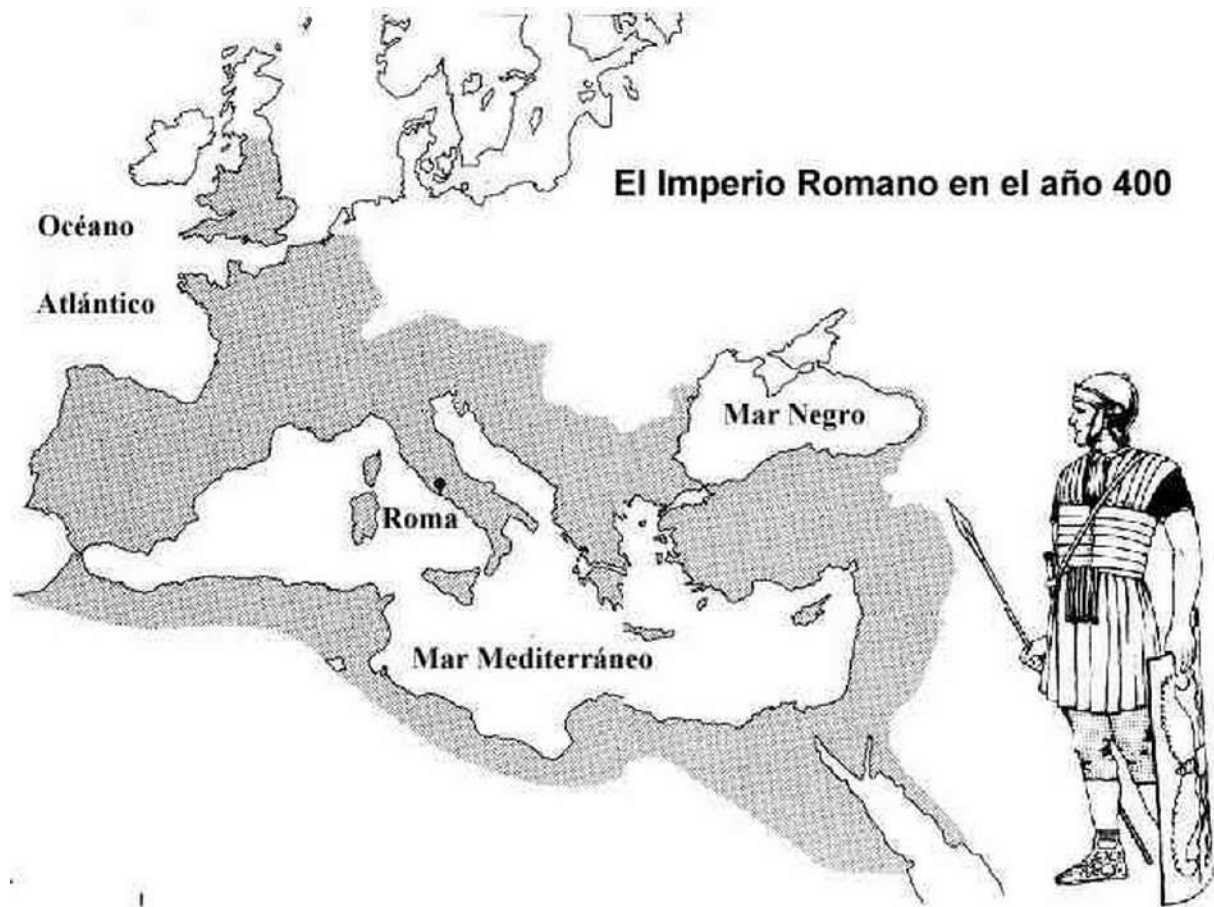 El Imperio Romano en el año 400
Océano
Atlántico
Mar Negro
Roma
Mar Mediterráneo